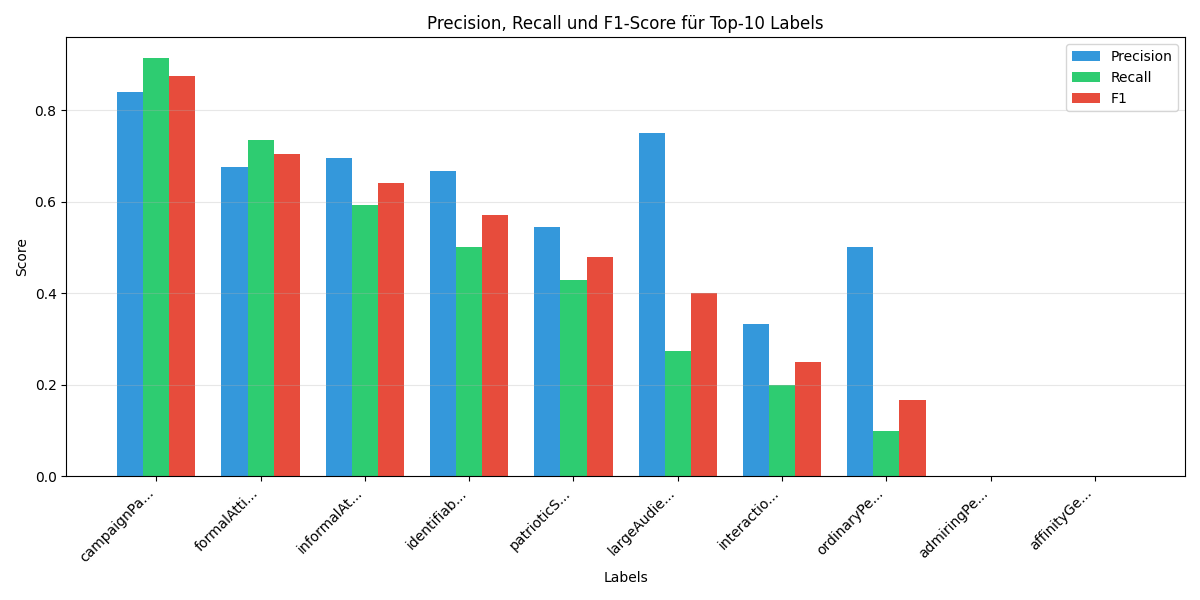 Precision, Recall und F1-Score für Top-10 Labels
Precision
Recall
F1
Score
0.8
0.6
0.4
0.2
0.0
campaignPa...
formalAtti...
informalAt...
identifiab...
patrioticS...
largeAudie...
interactio...
ordinaryPe...
admiringPe...
affinityGe...
Labels